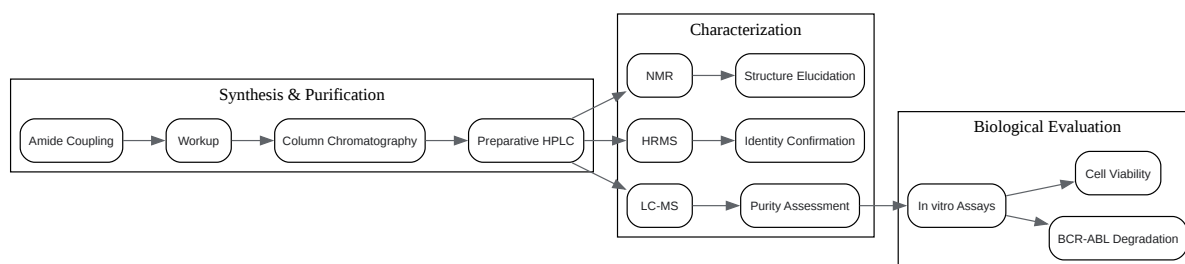 Synthesis & Purification
Amide Coupling
Workup
Column Chromatography
Preparative HPLC
Characterization
NMR
Structure Elucidation
HRMS
Identity Confirmation
LC-MS
Purity Assessment
Biological Evaluation
In vitro Assays
Cell Viability
BCR-ABL Degradation